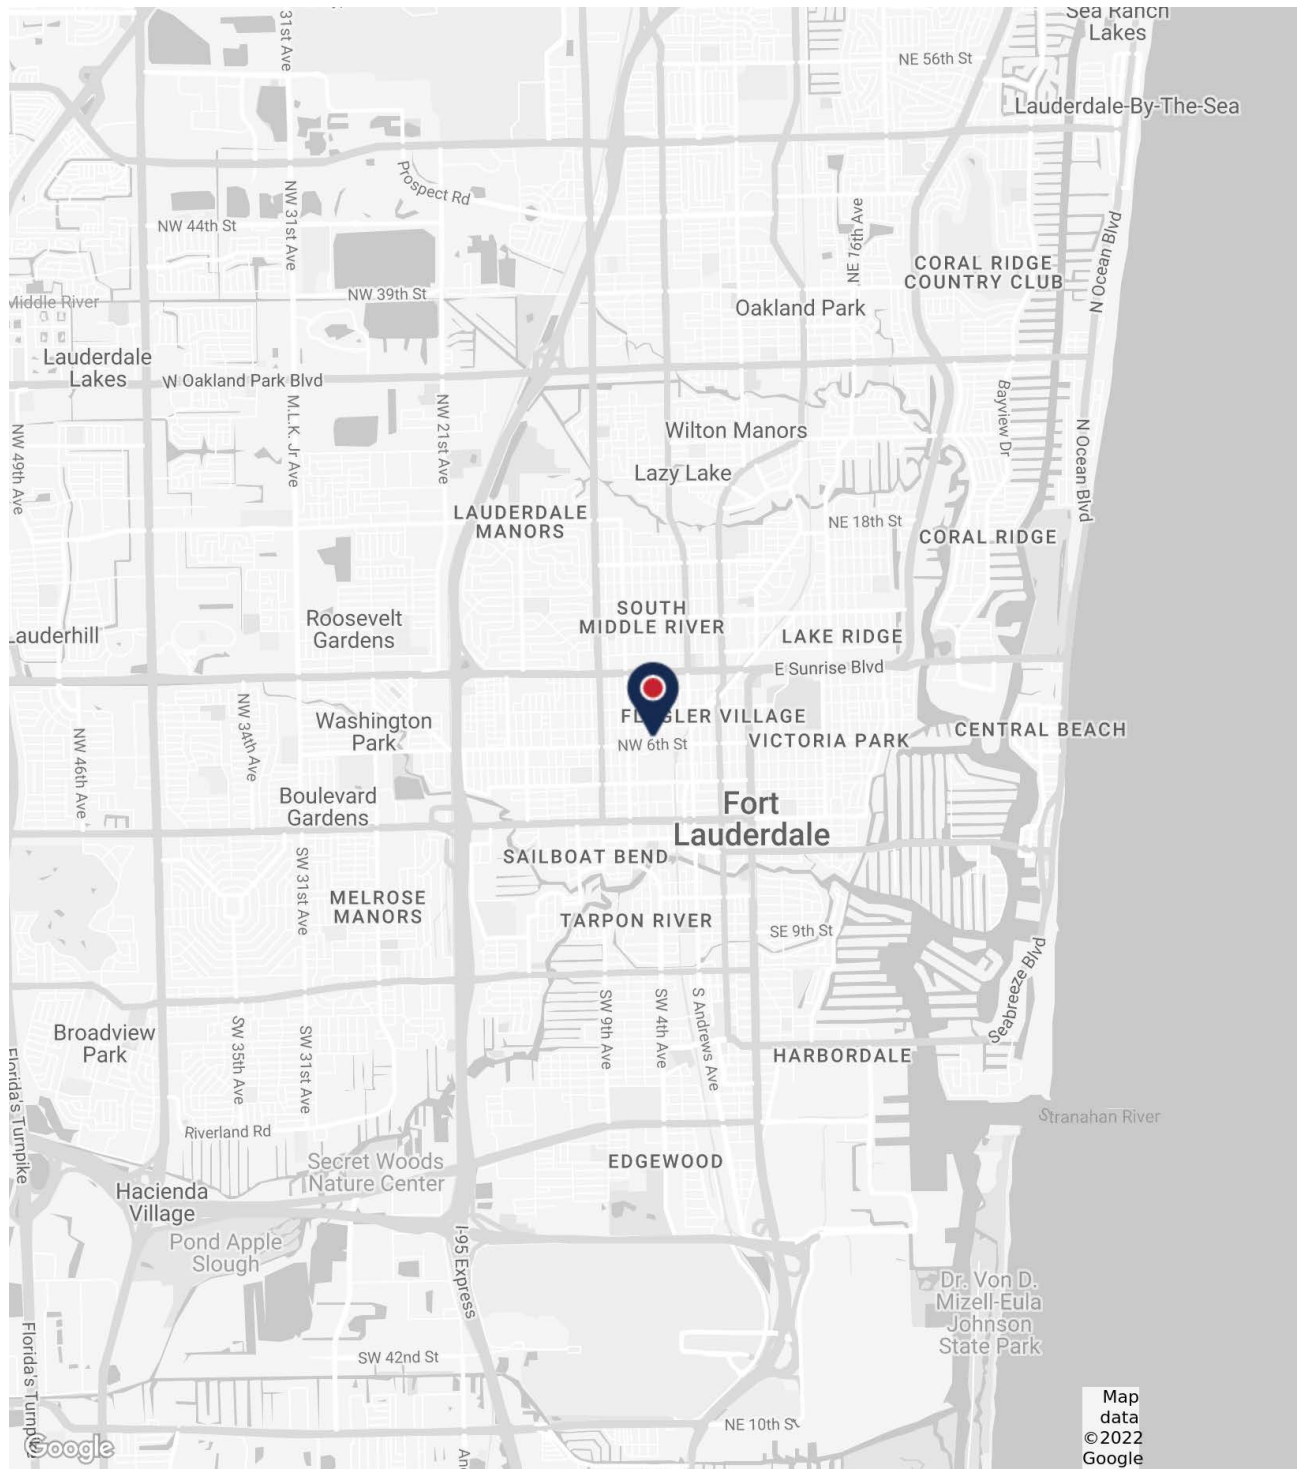 Sea Ranch
Lakes
31st Ave
NE 56th St
Lauderdale-By-The-Sea
Prospect Rd
NW 31st Ave
NW 44th St
NE 16th Ave
N Ocean Blvd
CORAL RIDGE
COUNTRY CLUB
Middle River
NW 39th St
Oakland Park
Lauderdale
Lakes
W Oakland Park Blvd
M.L.K. Jr Ave
NW 21st Ave
Bayview Dr
N Ocean Blvd
NW 49th Ave
Wilton Manors
Lazy Lake
LAUDERDALE
MANORS
NE 18th St
CORAL RIDGE
Roosevelt
Gardens
SOUTH
MIDDLE RIVER
Lauderhill
LAKE RIDGE
E Sunrise Blvd
NW 34th Ave
Washington
Park
NW 46th Ave
FL GLER VILLAGE
NW 6th St
VICTORIA PARK
CENTRAL BEACH
Boulevard
Gardens
Fort
Lauderdale
SAILBOAT BEND
SW 31st Ave
MELROSE
MANORS
TARPON RIVER
SE 9th St
Seabreeze Blvd
Broadview
Park
SW 35th Ave
SW 31st Ave
SW 9th Ave
SW 4th Ave
S Andrews Ave
HARBORDALE
Florida's Turnpike
Riverland Rd
Stranahan River
Secret Woods
Nature Center
EDGEWOOD
Hacienda
Village
Pond Apple
Slough
I-95 Express
Dr. Von D.
Mizell-Eula
Johnson
State Park
Florida's Turnpike
SW 42nd St
NE 10th St
An
Google
Map
data
©2022
Google